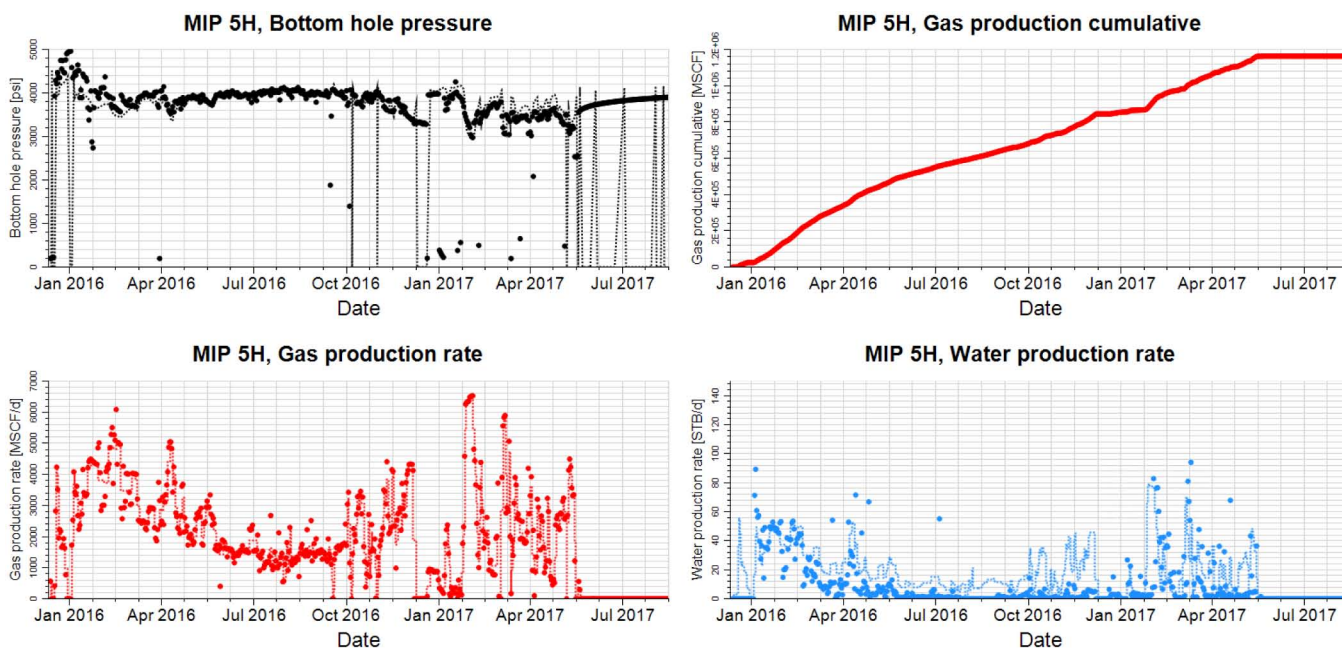 MIP 5H, Bottom hole pressure
Bottom hole pressure [psi]
5000
4000
3000
2000
1000
0
Jan 2016 Apr 2016 Jul 2016 Oct 2016 Jan 2017 Apr 2017 Jul 2017
Date
MIP 5H, Gas production cumulative
Gas production cumulative [MSCF]
1.2E+06
1E+06
8E+05
6E+05
4E+05
2E+05
0
Jan 2016 Apr 2016 Jul 2016 Oct 2016 Jan 2017 Apr 2017 Jul 2017
Date
MIP 5H, Gas production rate
Gas production rate [MSCF/d]
7000
6000
5000
4000
3000
2000
1000
0
Jan 2016 Apr 2016 Jul 2016 Oct 2016 Jan 2017 Apr 2017 Jul 2017
Date
MIP 5H, Water production rate
Water production rate [STB/d]
140
120
100
80
60
40
20
0
Jan 2016 Apr 2016 Jul 2016 Oct 2016 Jan 2017 Apr 2017 Jul 2017
Date